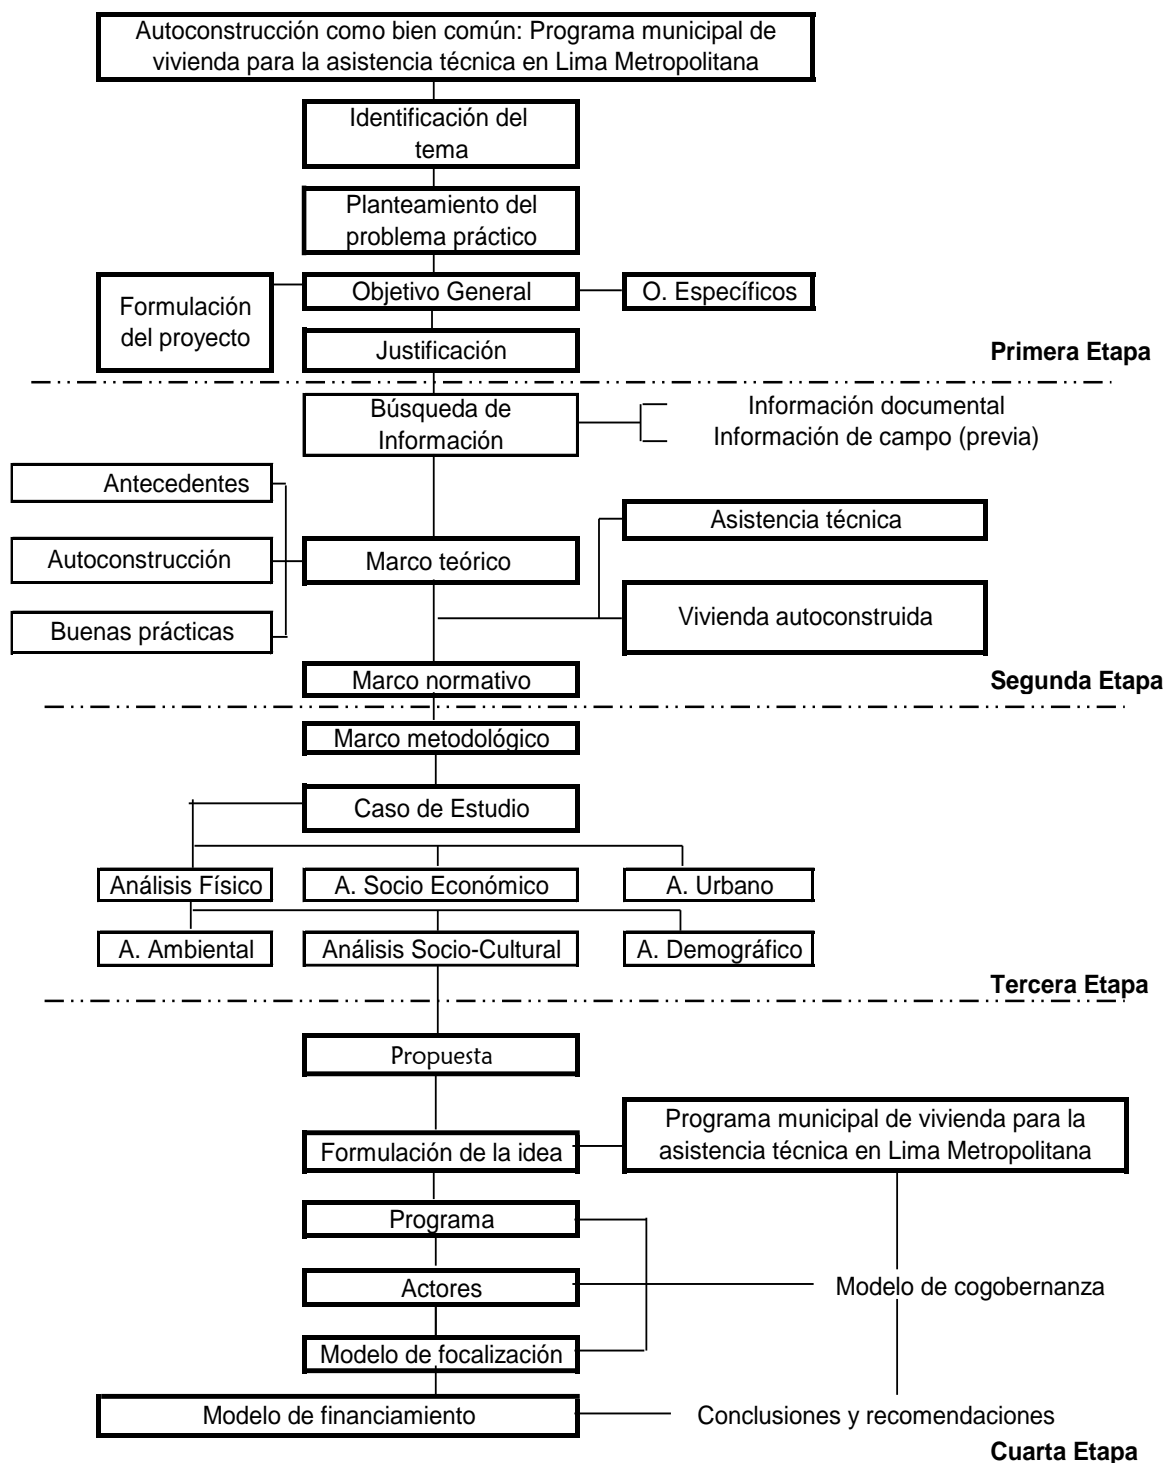 Autoconstrucción como bien común: Programa municipal de
vivienda para la asistencia técnica en Lima Metropolitana
Identificación del
tema
Planteamiento del
problema práctico
Formulación
del proyecto
Objetivo General
O. Específicos
Justificación
Primera Etapa
Búsqueda de
Información
Información documental
Información de campo (previa)
Antecedentes
Asistencia técnica
Autoconstrucción
Marco teórico
Vivienda autoconstruida
Buenas prácticas
Marco normativo
Segunda Etapa
Marco metodológico
Caso de Estudio
Análisis Físico
A. Socio Económico
A. Urbano
A. Ambiental
Análisis Socio-Cultural
A. Demográfico
Tercera Etapa
Propuesta
Programa municipal de vivienda para la
asistencia técnica en Lima Metropolitana
Formulación de la idea
Programa
Actores
Modelo de cogobernanza
Modelo de focalización
Modelo de financiamiento
Conclusiones y recomendaciones
Cuarta Etapa